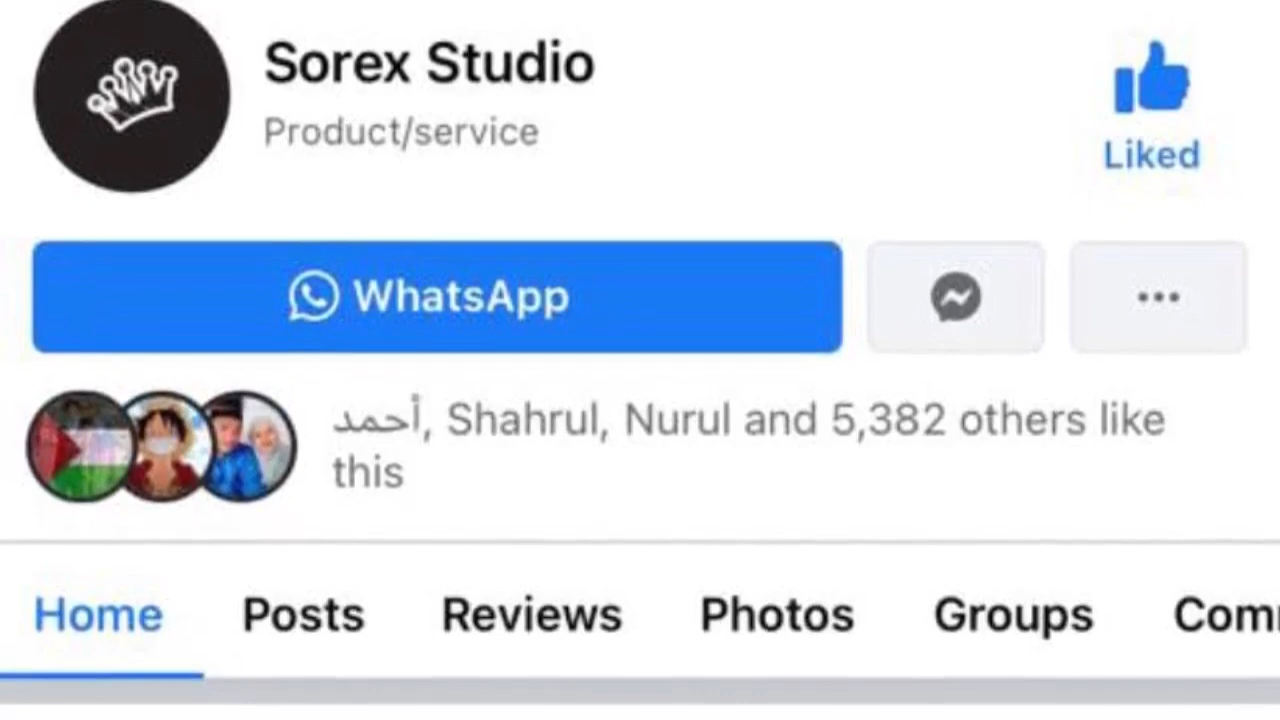 Sorex Studio
Product/service
Liked
WhatsApp
أحمد, Shahrul, Nurul and 5,382 others like
this
Home Posts Reviews Photos Groups